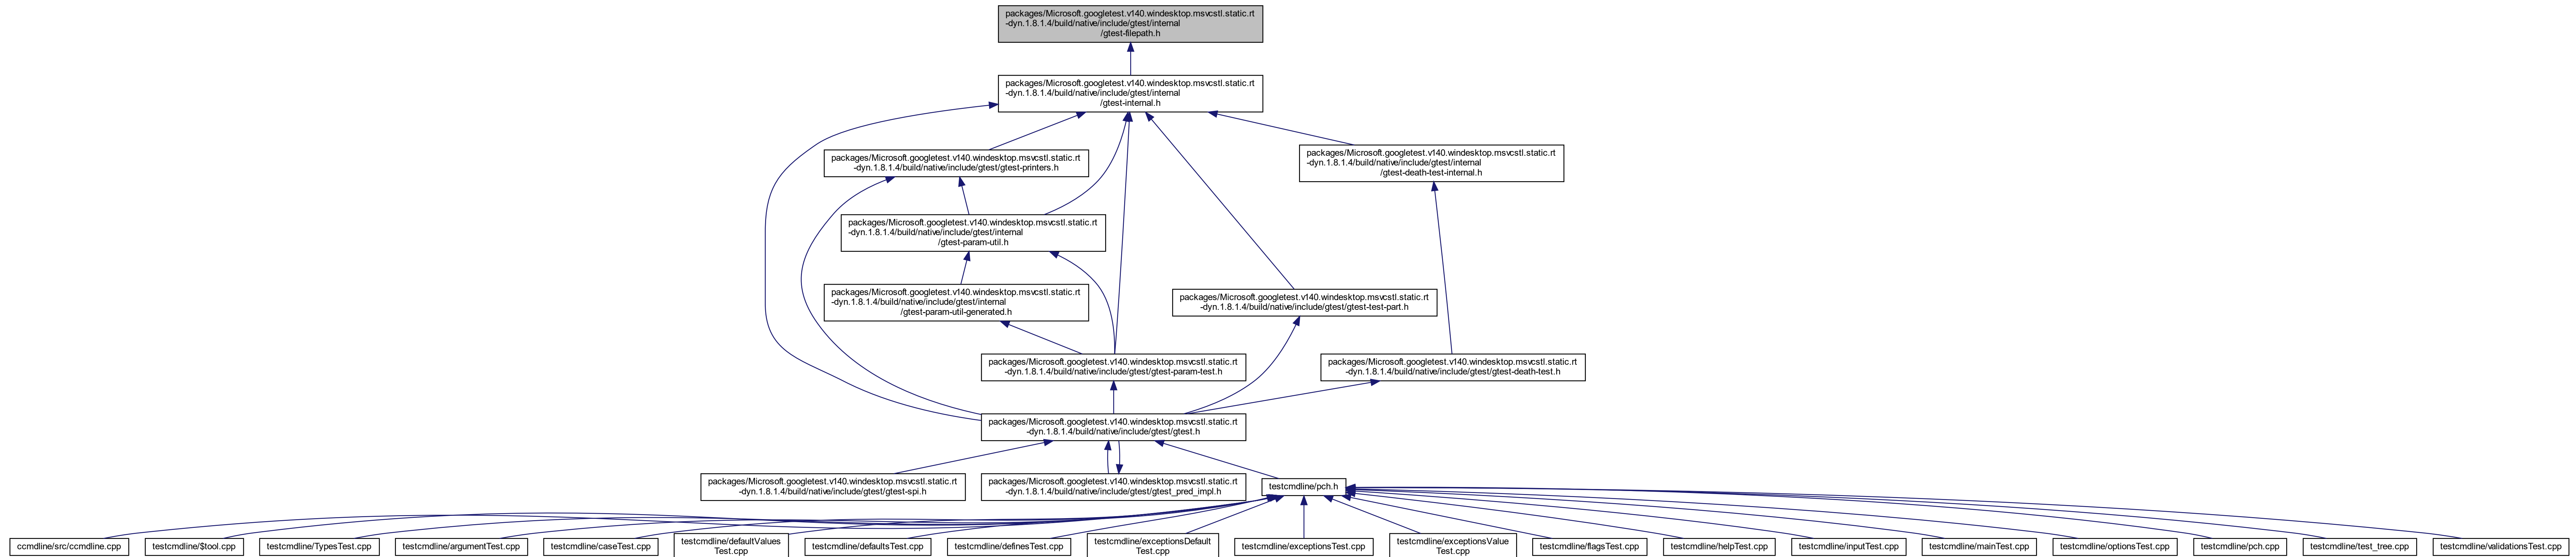 packages/Microsoft.googletest.v140.windesktop.msvcstl.static.rt
-dyn.1.8.1.4/build/native/include/gtest/internal
/gtest-filepath.h
packages/Microsoft.googletest.v140.windesktop.msvcstl.static.rt
-dyn.1.8.1.4/build/native/include/gtest/internal
/gtest-internal.h
packages/Microsoft.googletest.v140.windesktop.msvcstl.static.rt
-dyn.1.8.1.4/build/native/include/gtest/gtest-printers.h
packages/Microsoft.googletest.v140.windesktop.msvcstl.static.rt
-dyn.1.8.1.4/build/native/include/gtest/internal
/gtest-death-test-internal.h
packages/Microsoft.googletest.v140.windesktop.msvcstl.static.rt
-dyn.1.8.1.4/build/native/include/gtest/internal
/gtest-param-util.h
packages/Microsoft.googletest.v140.windesktop.msvcstl.static.rt
-dyn.1.8.1.4/build/native/include/gtest/internal
/gtest-param-util-generated.h
packages/Microsoft.googletest.v140.windesktop.msvcstl.static.rt
-dyn.1.8.1.4/build/native/include/gtest/gtest-test-part.h
packages/Microsoft.googletest.v140.windesktop.msvcstl.static.rt
-dyn.1.8.1.4/build/native/include/gtest/gtest-param-test.h
packages/Microsoft.googletest.v140.windesktop.msvcstl.static.rt
-dyn.1.8.1.4/build/native/include/gtest/gtest-death-test.h
packages/Microsoft.googletest.v140.windesktop.msvcstl.static.rt
-dyn.1.8.1.4/build/native/include/gtest/gtest.h
packages/Microsoft.googletest.v140.windesktop.msvcstl.static.rt
-dyn.1.8.1.4/build/native/include/gtest/gtest-spi.h
packages/Microsoft.googletest.v140.windesktop.msvcstl.static.rt
-dyn.1.8.1.4/build/native/include/gtest/gtest_pred_impl.h
testcmdline/pch.h
ccmdline/src/ccmdline.cpp
testcmdline/$tool.cpp
testcmdline/TypesTest.cpp
testcmdline/argumentTest.cpp
testcmdline/caseTest.cpp
testcmdline/defaultValues
Test.cpp
testcmdline/defaultsTest.cpp
testcmdline/definesTest.cpp
testcmdline/exceptionsDefault
Test.cpp
testcmdline/exceptionsTest.cpp
testcmdline/exceptionsValue
Test.cpp
testcmdline/flagsTest.cpp
testcmdline/helpTest.cpp
testcmdline/inputTest.cpp
testcmdline/mainTest.cpp
testcmdline/optionsTest.cpp
testcmdline/pch.cpp
testcmdline/test_tree.cpp
testcmdline/validationsTest.cpp